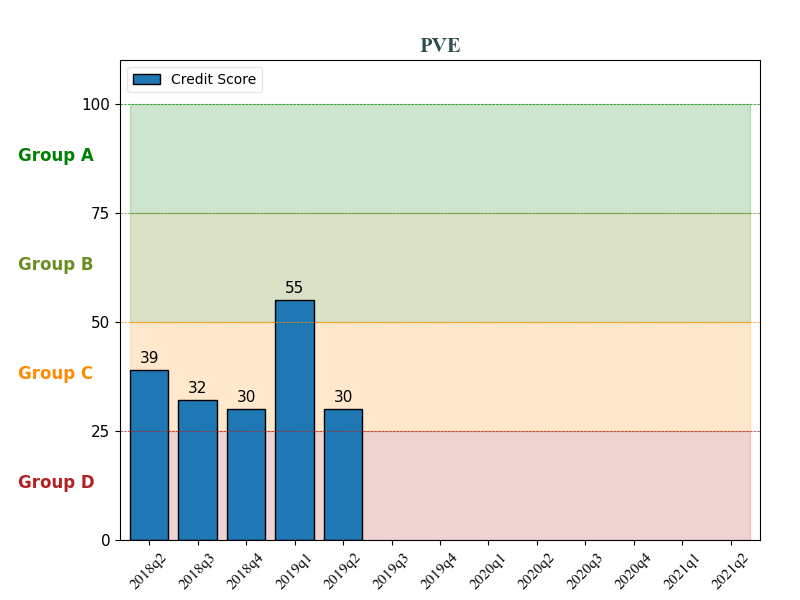 PVE
Credit Score
100
Group A
75
Group B
50
55
39
Group C
32
30
30
25
Group D
0
2018q2
2018q3
2018q4
2019q1
2019q2
2019q3
2019q4
2020q1
2020q2
2020q3
2020q4
2021q1
2021q2